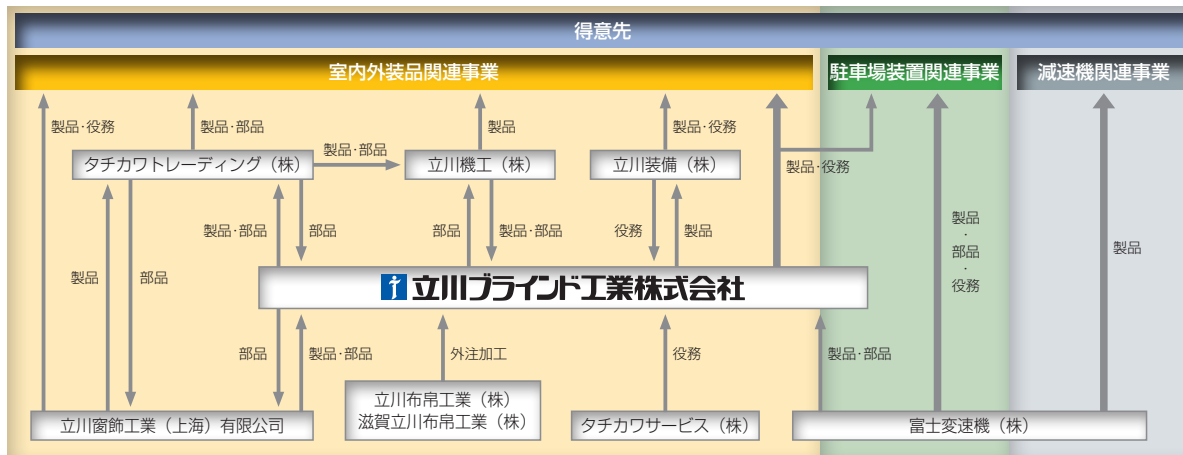 得意先
室内外装品関連事業
駐車場装置関連事業
減速機関連事業
製品・役務
製品・部品
製品
製品・役務
製品・部品
製品・役務
タチカワトレーディング（株）
立川機工（株）
立川装備（株）
製品・部品
部品
部品
製品・部品
役務
製品
製品
・
部品
・
役務
製品
製品
部品
立川ブラインド工業株式会社
部品
製品・部品
外注加工
役務
製品・部品
立川窗飾工業（上海）有限公司
立川布帛工業（株）
滋賀立川布帛工業（株）
タチカワサービス（株）
富士変速機（株）